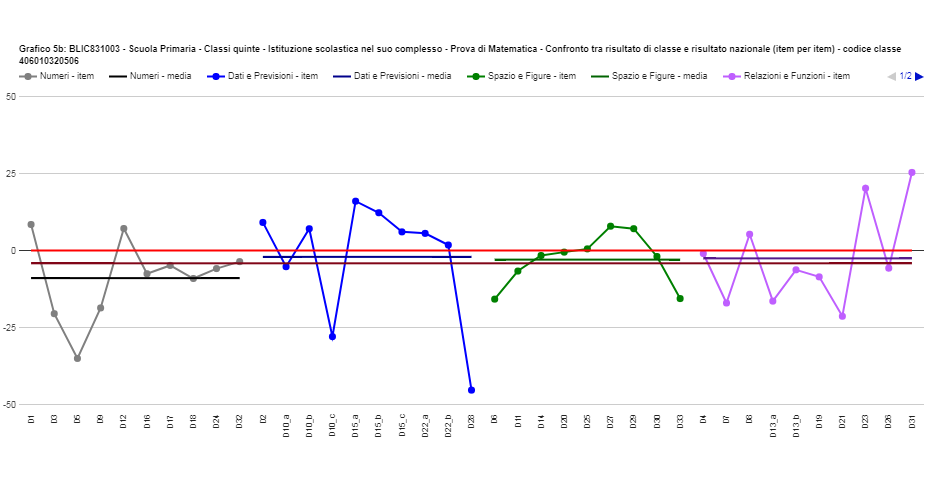 Grafico 5b: BLIC831003 - Scuola Primaria - Classi quinte - Istituzione scolastica nel suo complesso - Prova di Matematica - Confronto tra risultato di classe e risultato nazionale (item per item) - codice classe
406010320506
Numeri - item Numeri - media Dati e Previsioni - item Dati e Previsioni - media Spazio e Figure - item Spazio e Figure - media Relazioni e Funzioni - item 1/2
50
25
0
-25
-50
D1 D3 D5 D9 D12 D16 D17 D18 D24 D32 D2 D10_a D10_b D10_c D15_a D15_b D15_c D22_a D22_b D28 D6 D11 D14 D20 D25 D27 D29 D30 D33 D4 D7 D8 D13_a D13_b D19 D21 D23 D26 D31